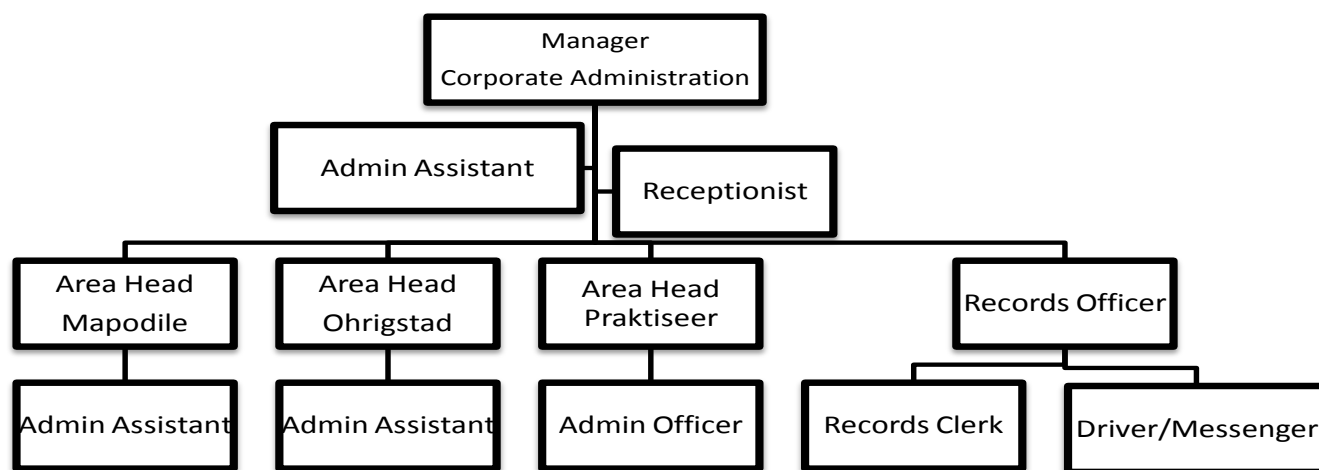 Manager
Corporate Administration
Admin Assistant
Receptionist
Area Head
Mapodile
Area Head
Ohrigstad
Area Head
Praktiseer
Records Officer
Admin Assistant
Admin Assistant
Admin Officer
Records Clerk
Driver/Messenger